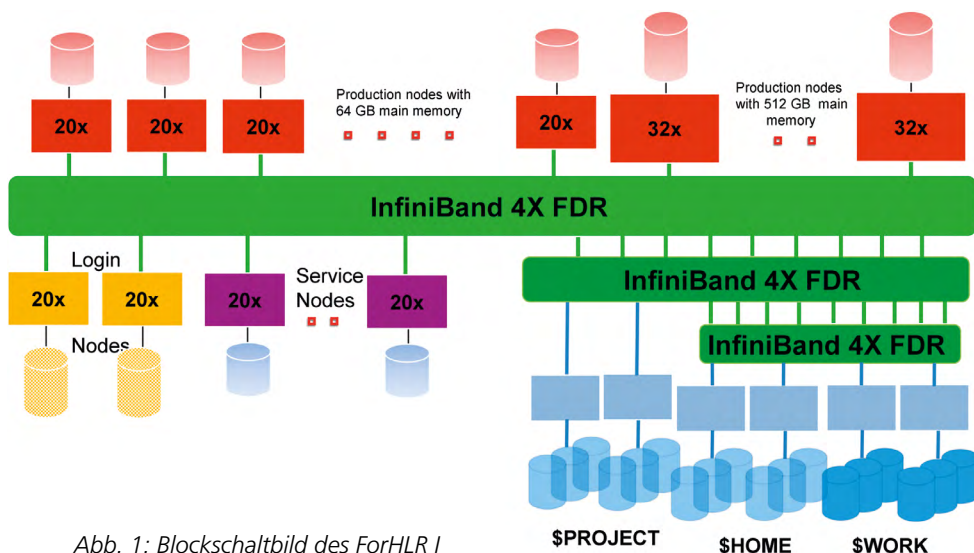 Production nodes with
64 GB main memory
Production nodes
with 512 GB main
memory
20x
20x
20x
20x
32x
32x
InfiniBand 4X FDR
Login
20x
20x
Nodes
20x
Service
Nodes
20x
InfiniBand 4X FDR
InfiniBand 4X FDR
$PROJECT
$HOME
$WORK
Abb. 1: Blockschaltbild des ForHLR I